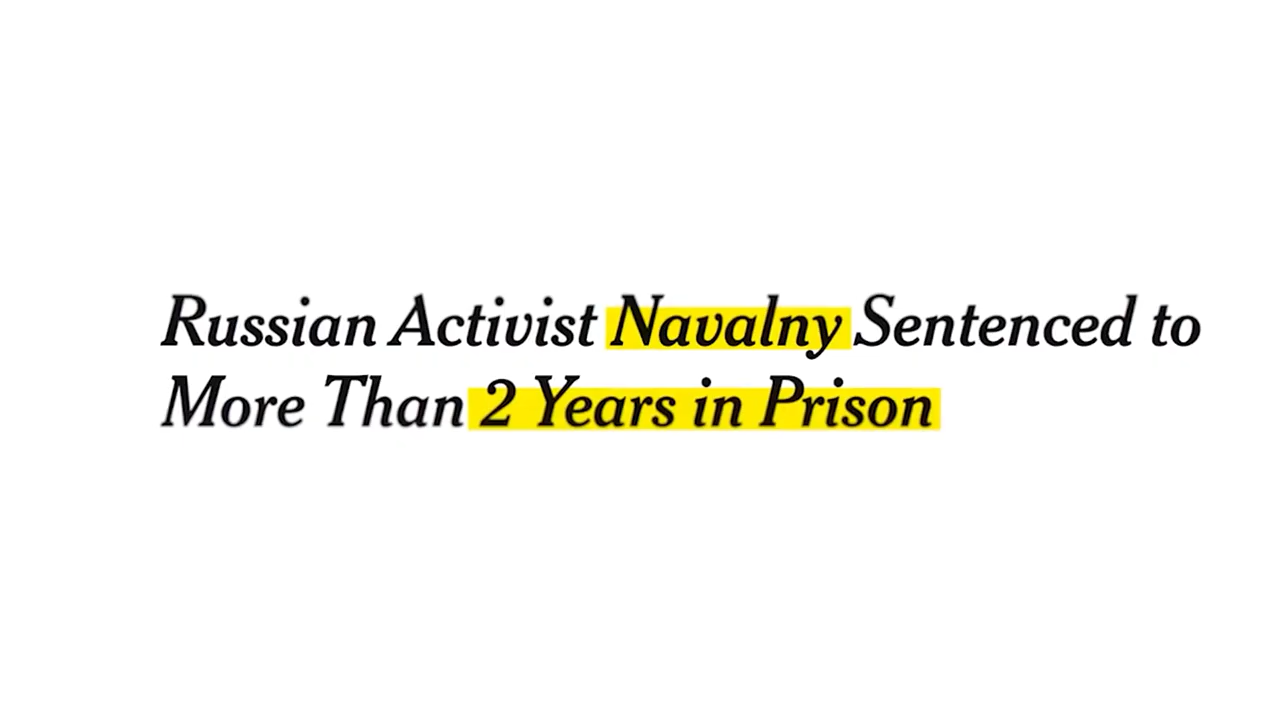 Russian Activist Navalny Sentenced to
More Than 2 Years in Prison